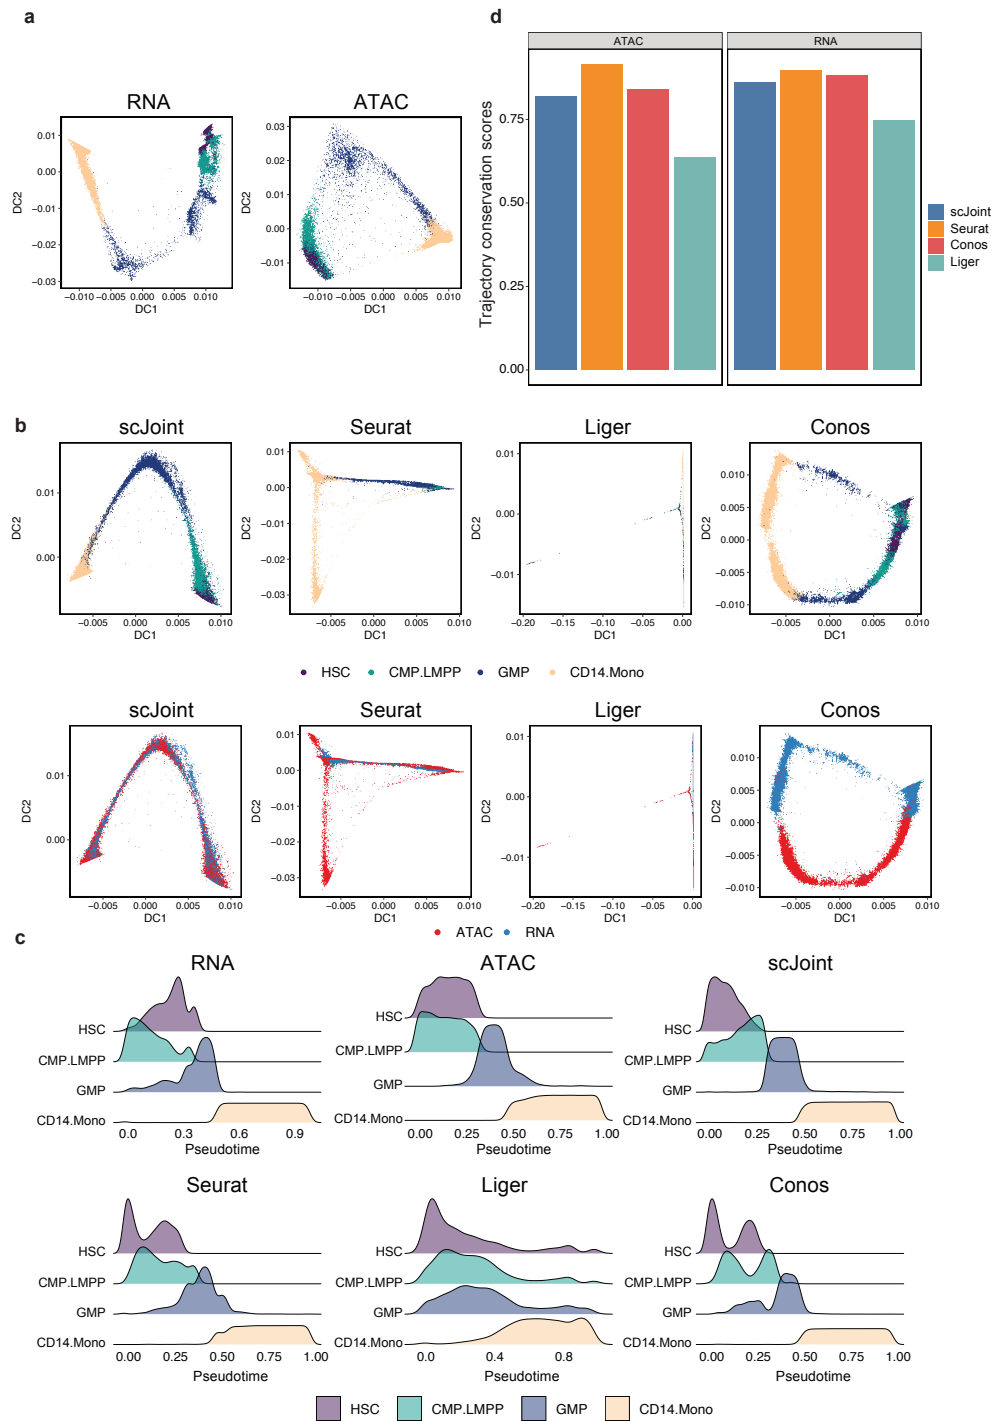 a
RNA
DC2
0.01
0.00
−0.01
−0.02
−0.03
−0.010 −0.005 0.000 0.005 0.010
DC1
ATAC
DC2
0.03
0.02
0.01
0.00
−0.01
−0.010 −0.005 0.000 0.005 0.010
DC1
d
ATAC
RNA
Trajectory conservation scores
0.75
0.50
0.25
0.00
scJoint
Seurat
Conos
Liger
b
scJoint
DC2
0.01
0.00
−0.005 0.000 0.005 0.010
DC1
Seurat
DC2
0.01
0.00
−0.01
−0.02
−0.03
−0.005 0.000 0.005 0.010
DC1
Liger
DC2
0.01
0.00
−0.01
−0.20 −0.15 −0.10 −0.05 0.00
DC1
Conos
DC2
0.010
0.005
0.000
−0.005
−0.010
−0.005 0.000 0.005 0.010
DC1
HSC CMP.LMPP GMP CD14.Mono
scJoint
DC2
0.01
0.00
−0.005 0.000 0.005 0.010
DC1
Seurat
DC2
0.01
0.00
−0.01
−0.02
−0.03
−0.005 0.000 0.005 0.010
DC1
Liger
DC2
0.01
0.00
−0.01
−0.20 −0.15 −0.10 −0.05 0.00
DC1
Conos
DC2
0.010
0.005
0.000
−0.005
−0.010
−0.005 0.000 0.005 0.010
DC1
ATAC RNA
c
RNA
HSC
CMP.LMPP
GMP
CD14.Mono
0.0 0.3 0.6 0.9
Pseudotime
ATAC
HSC
CMP.LMPP
GMP
CD14.Mono
0.00 0.25 0.50 0.75 1.00
Pseudotime
scJoint
HSC
CMP.LMPP
GMP
CD14.Mono
0.00 0.25 0.50 0.75 1.00
Pseudotime
Seurat
HSC
CMP.LMPP
GMP
CD14.Mono
0.00 0.25 0.50 0.75 1.00
Pseudotime
Liger
HSC
CMP.LMPP
GMP
CD14.Mono
0.0 0.4 0.8
Pseudotime
Conos
HSC
CMP.LMPP
GMP
CD14.Mono
0.00 0.25 0.50 0.75 1.00
Pseudotime
HSC CMP.LMPP GMP CD14.Mono